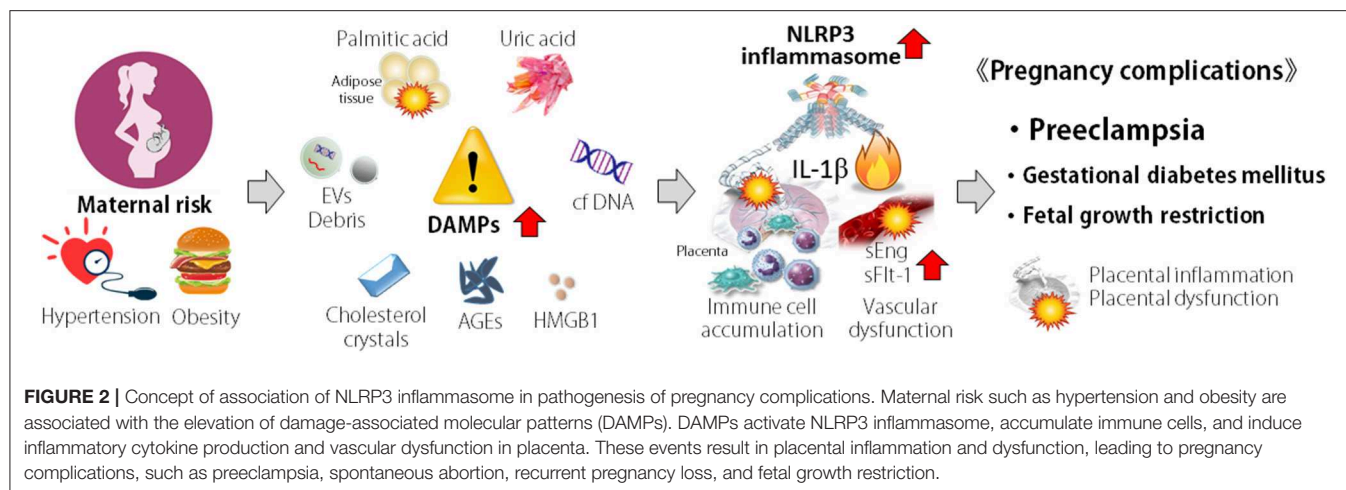 Maternal risk
Hypertension
Obesity
Palmitic acid
Uric acid
Adipose
tissue
EVs
Debris
DAMPs
cf DNA
Cholesterol
crystals
AGEs
HMGB1
NLRP3
inflammasome
IL-1β
Placenta
sEng
sFlt-1
Immune cell
accumulation
Vascular
dysfunction
《Pregnancy complications》
• Preeclampsia
• Gestational diabetes mellitus
• Fetal growth restriction
Placental inflammation
Placental dysfunction
FIGURE 2 | Concept of association of NLRP3 inflammasome in pathogenesis of pregnancy complications. Maternal risk such as hypertension and obesity are
associated with the elevation of damage-associated molecular patterns (DAMPs). DAMPs activate NLRP3 inflammasome, accumulate immune cells, and induce
inflammatory cytokine production and vascular dysfunction in placenta. These events result in placental inflammation and dysfunction, leading to pregnancy
complications, such as preeclampsia, spontaneous abortion, recurrent pregnancy loss, and fetal growth restriction.